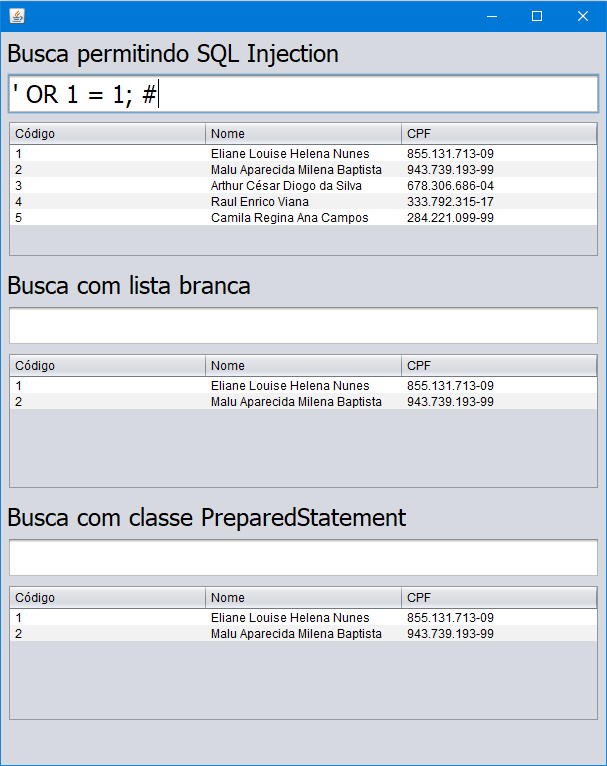 Busca permitindo SQL Injection
' OR 1 = 1; #
Código Nome CPF
1 Eliane Louise Helena Nunes 855.131.713-09
2 Malu Aparecida Milena Baptista 943.739.193-99
3 Arthur César Diogo da Silva 678.306.686-04
4 Raul Enrico Viana 333.792.315-17
5 Camila Regina Ana Campos 284.221.099-99
Busca com lista branca
Código Nome CPF
1 Eliane Louise Helena Nunes 855.131.713-09
2 Malu Aparecida Milena Baptista 943.739.193-99
Busca com classe PreparedStatement
Código Nome CPF
1 Eliane Louise Helena Nunes 855.131.713-09
2 Malu Aparecida Milena Baptista 943.739.193-99